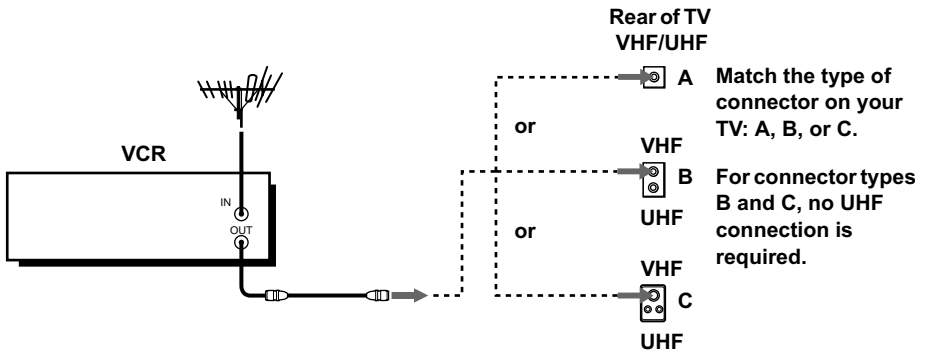 Rear of TV
VHF/UHF
A
Match the type of
connector on your
TV: A, B, or C.
or
VCR
VHF
B
For connector types
B and C, no UHF
connection is
required.
IN
OUT
UHF
or
VHF
C
UHF